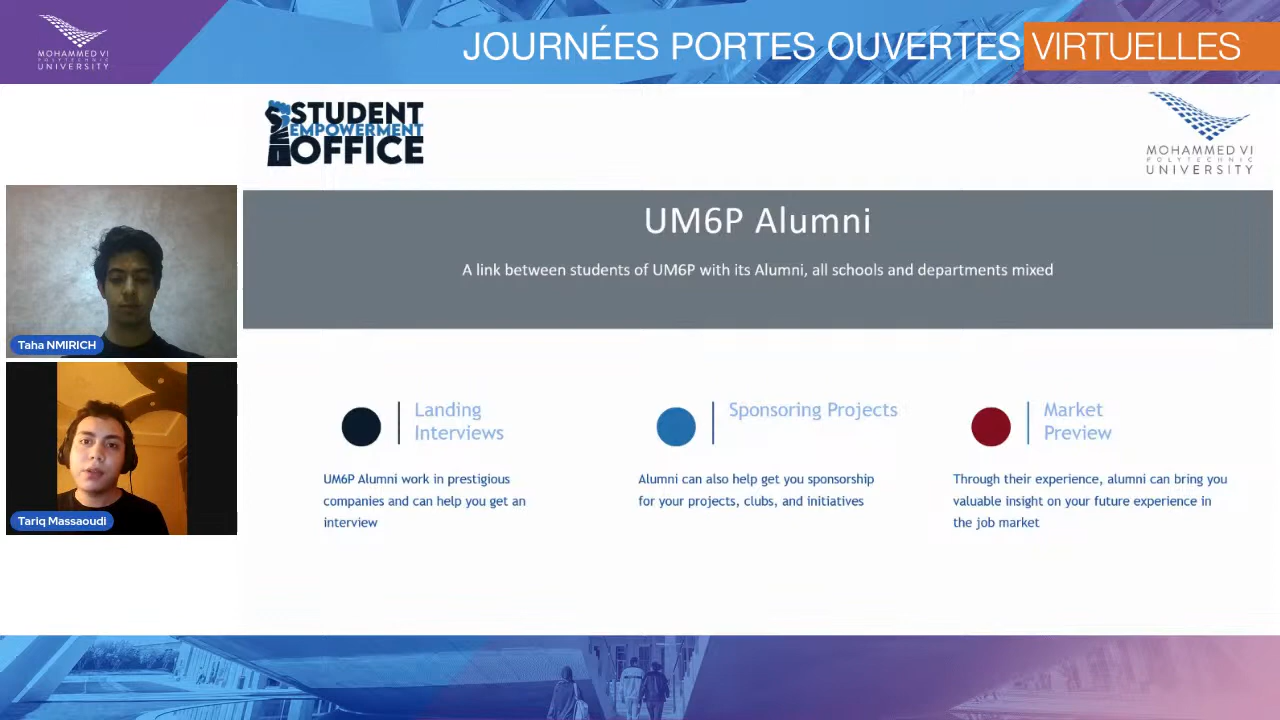 MOHAMMED VI
POLYTECHNIC
UNIVERSITY
JOURNÉES PORTES OUVERTES VIRTUELLES
STUDENT
EMPOWERMENT
OFFICE
MOHAMMED VI
POLYTECHNIC
UNIVERSITY
UM6P Alumni
A link between students of UM6P with its Alumni, all schools and departments mixed
Taha NMIRICH
Tariq Massaoudi
Landing
Interviews
UM6P Alumni work in prestigious
companies and can help you get an
interview
Sponsoring Projects
Alumni can also help get you sponsorship
for your projects, clubs, and initiatives
Market
Preview
Through their experience, alumni can bring you
valuable insight on your future experience in
the job market